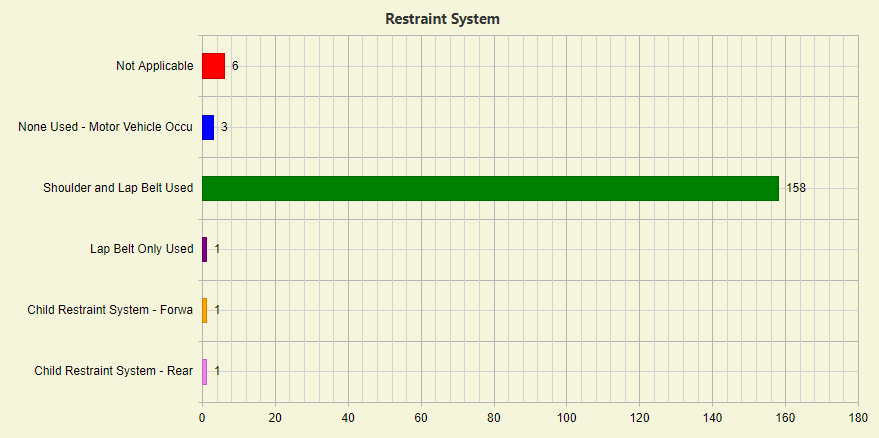 Restraint System
Not Applicable 6
None Used - Motor Vehicle Occu 3
Shoulder and Lap Belt Used 158
Lap Belt Only Used 1
Child Restraint System - Forwa 1
Child Restraint System - Rear 1
0 20 40 60 80 100 120 140 160 180